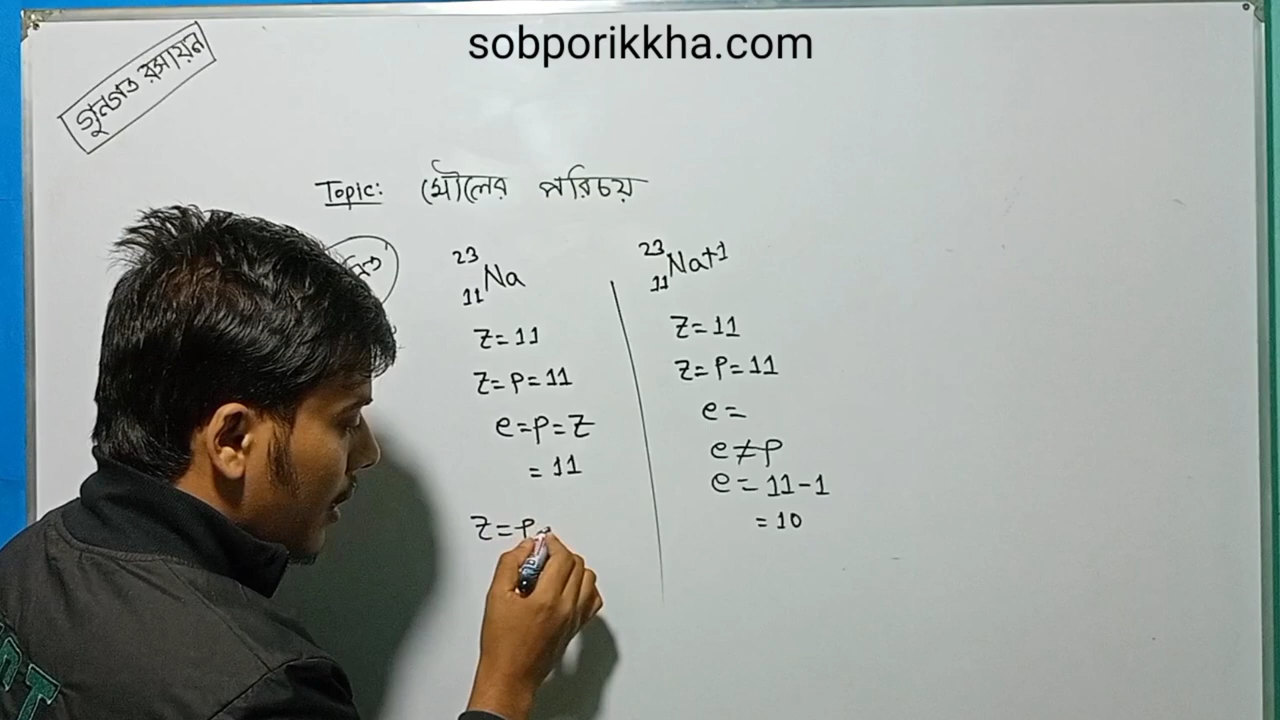 sobporikkha.com
গুনগত রসায়ন
Topic: মৌলের পরিচয়
23
11 Na
Z = 11
Z = P = 11
e = p = Z
= 11
Z = P =
23
11 Na+1
Z = 11
Z = P = 11
e =
e ≠ p
e = 11 - 1
= 10